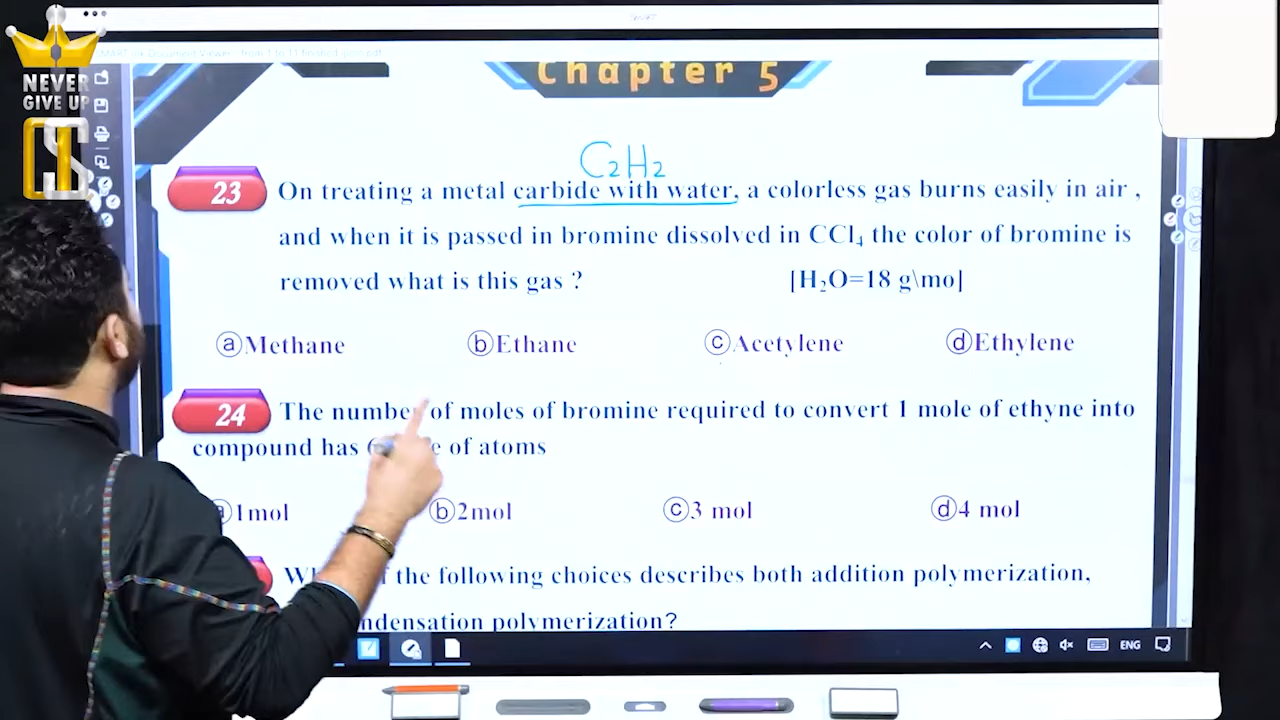 NEVER
GIVE UP
Chapter 5
C2H2
23 On treating a metal carbide with water, a colorless gas burns easily in air ,
and when it is passed in bromine dissolved in CCl4 the color of bromine is
removed what is this gas ? [H2O=18 g\mo]
ⓐMethane ⓑEthane ⓒAcetylene ⓓEthylene
24 The number of moles of bromine required to convert 1 mole of ethyne into
compound has of atoms
1mol ⓑ2mol ⓒ3 mol ⓓ4 mol
the following choices describes both addition polymerization,
polymerization?
ENG